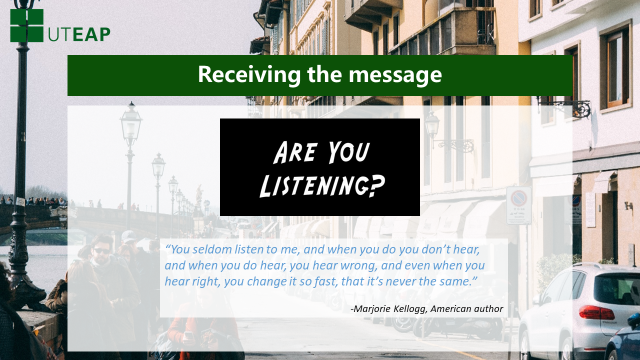 UTEAP
Receiving the message
ARE YOU
LISTENING?
“You seldom listen to me, and when you do you don’t hear,
and when you do hear, you hear wrong, and even when you
hear right, you change it so fast, that it’s never the same.”
-Marjorie Kellogg, American author